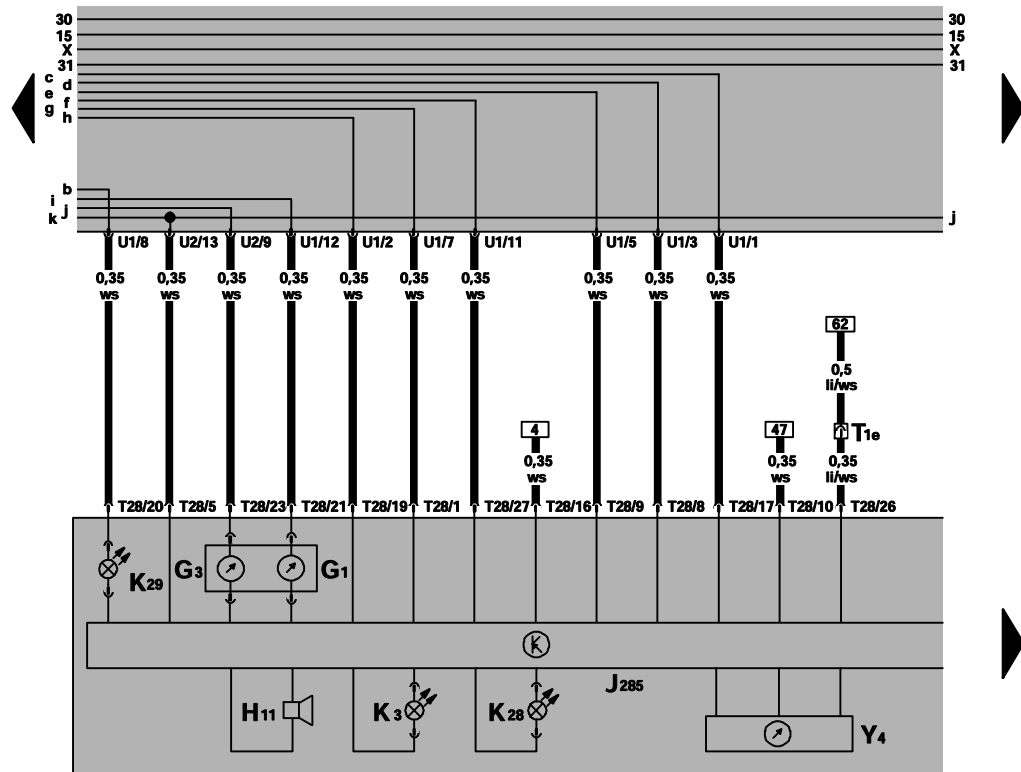 30 30
15 15
X X
31 31
c
d
e
f
g
h
b
i
j
k j
U1/8 U2/13 U2/9 U1/12 U1/2 U1/7 U1/11 U1/5 U1/3 U1/1
0,35 0,35 0,35 0,35 0,35 0,35 0,35 0,35 0,35 0,35
ws ws ws ws ws ws ws ws ws ws
62
0,5
li/ws
4 47 T1e
0,35 0,35 0,35
ws ws li/ws
T28/20 T28/5 T28/23 T28/21 T28/19 T28/1 T28/27 T28/16 T28/9 T28/8 T28/17 T28/10 T28/26
K29 G3 G1
J285
H11 K3 K28 Y4